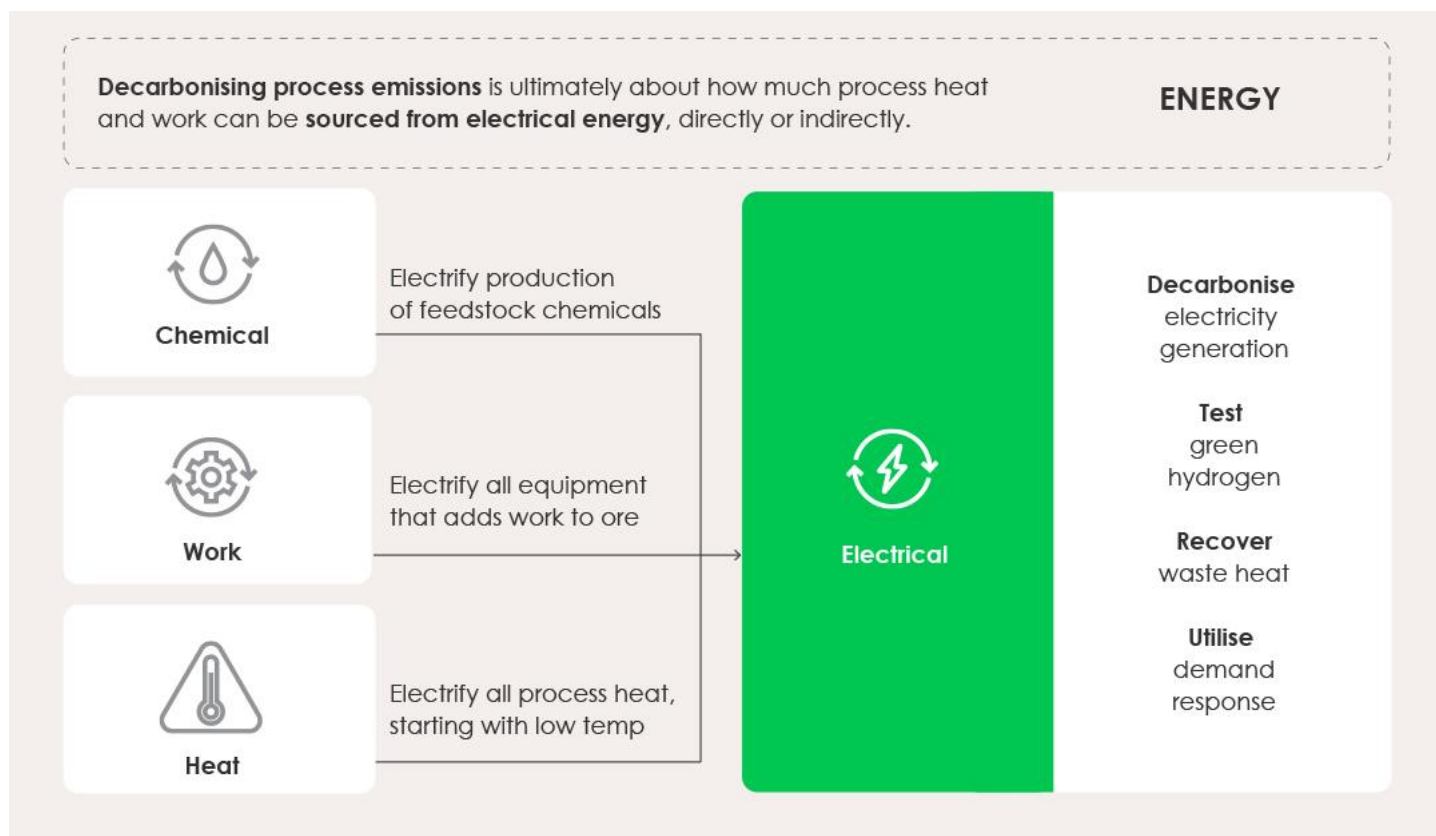 Decarbonising process emissions is ultimately about how much process heat
and work can be sourced from electrical energy, directly or indirectly.
ENERGY
Chemical
Electrify production
of feedstock chemicals
Work
Electrify all equipment
that adds work to ore
Heat
Electrify all process heat,
starting with low temp
Electrical
Decarbonise
electricity
generation
Test
green
hydrogen
Recover
waste heat
Utilise
demand
response